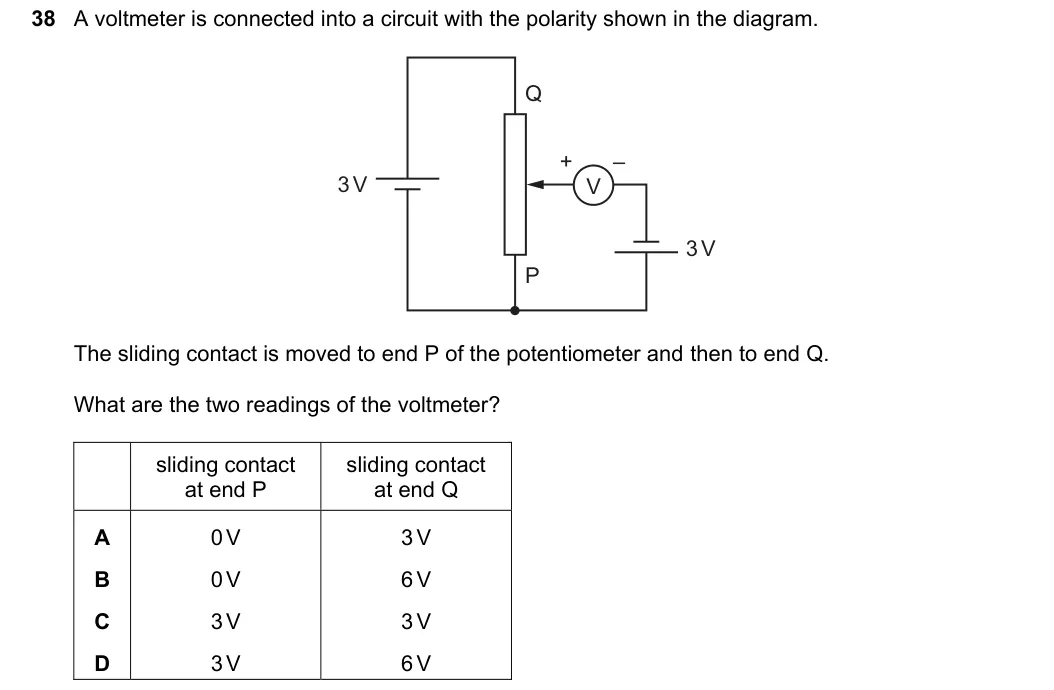 38 A voltmeter is connected into a circuit with the polarity shown in the diagram.
Q
+ –
3 V
V
3 V
P
The sliding contact is moved to end P of the potentiometer and then to end Q.
What are the two readings of the voltmeter?
sliding contact at end P
sliding contact at end Q
A 0 V 3 V
B 0 V 6 V
C 3 V 3 V
D 3 V 6 V